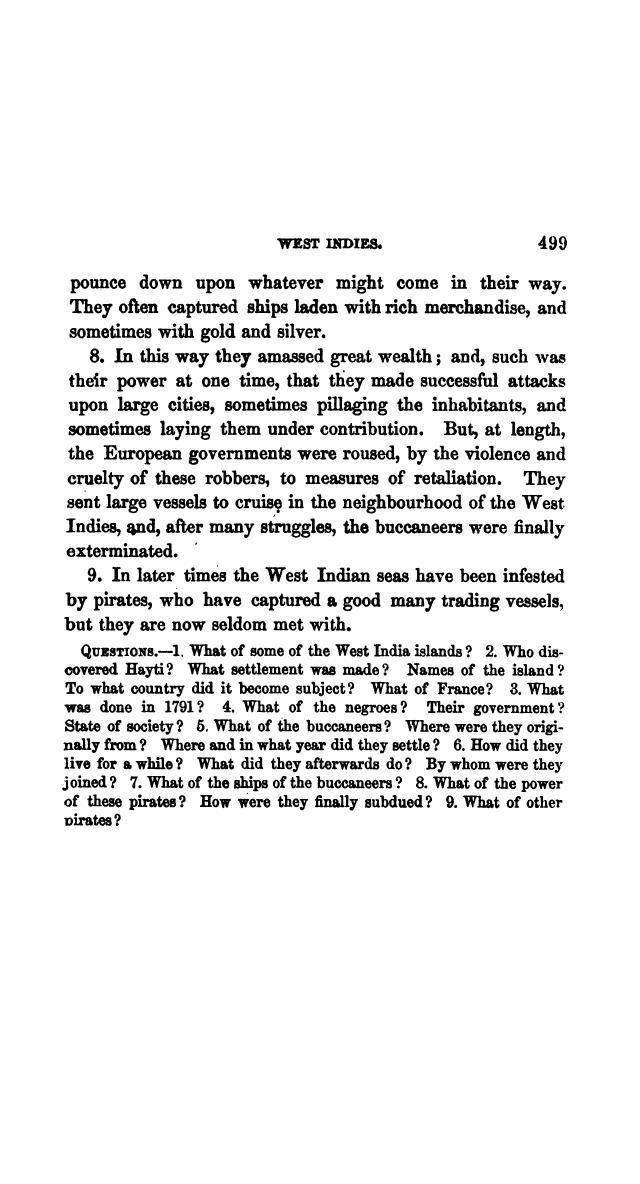 WEST INDIES. 499
pounce down upon whatever might come in their way.
They often captured ships laden with rich merchandise, and
sometimes with gold and silver.
8. In this way they amassed great wealth; and, such was
their power at one time, that they made successful attacks
upon large cities, sometimes pillaging the inhabitants, and
sometimes laying them under contribution. But, at length,
the European governments were roused, by the violence and
cruelty of these robbers, to measures of retaliation. They
sent large vessels to cruise in the neighbourhood of the West
Indies, and, after many struggles, the buccaneers were finally
exterminated.
9. In later times the West Indian seas have been infested
by pirates, who have captured a good many trading vessels,
but they are now seldom met with.
QUESTIONS.—1. What of some of the West India islands? 2. Who dis-
covered Hayti? What settlement was made? Names of the island?
To what country did it become subject? What of France? 3. What
was done in 1791? 4. What of the negroes? Their government?
State of society? 5. What of the buccaneers? Where were they origi-
nally from? Where and in what year did they settle? 6. How did they
live for a while? What did they afterwards do? By whom were they
joined? 7. What of the ships of the buccaneers? 8. What of the power
of these pirates? How were they finally subdued? 9. What of other
pirates?